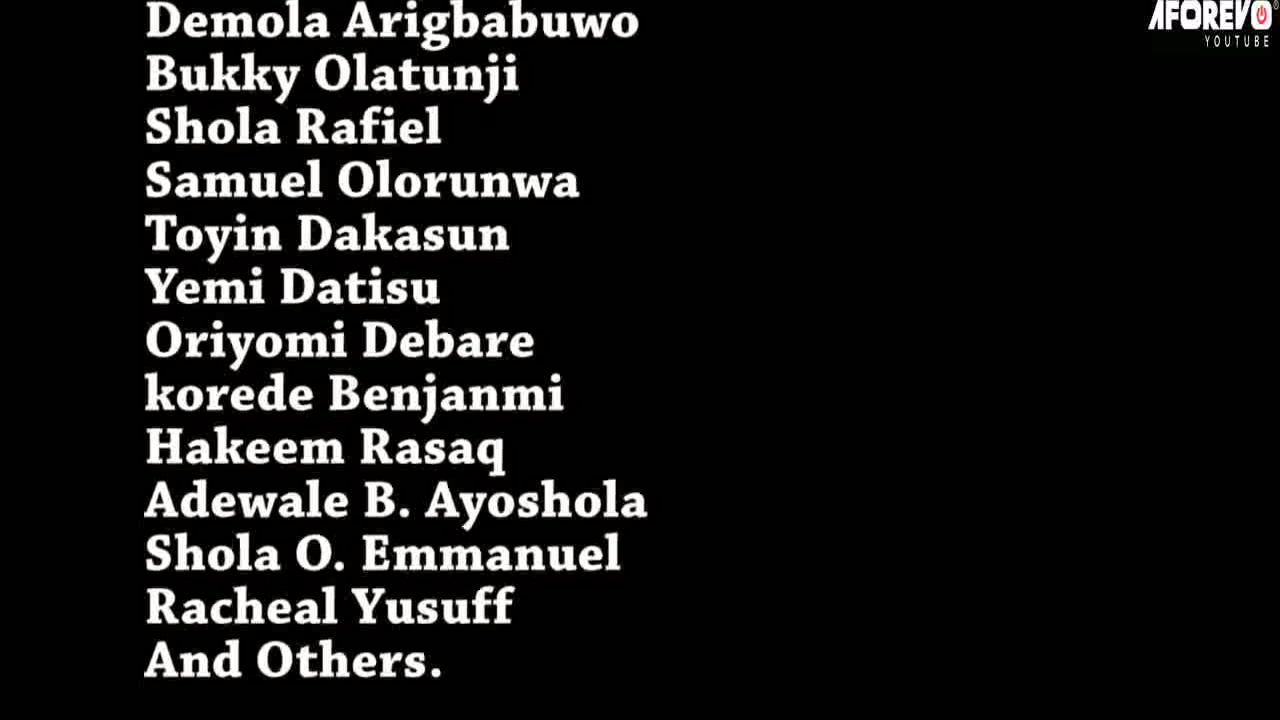 Demola Arigbabuwo
Bukky Olatunji
Shola Rafiel
Samuel Olorunwa
Toyin Dakasun
Yemi Datisu
Oriyomi Debare
korede Benjanmi
Hakeem Rasaq
Adewale B. Ayoshola
Shola O. Emmanuel
Racheal Yusuff
And Others.
AFOREVO®
YOUTUBE